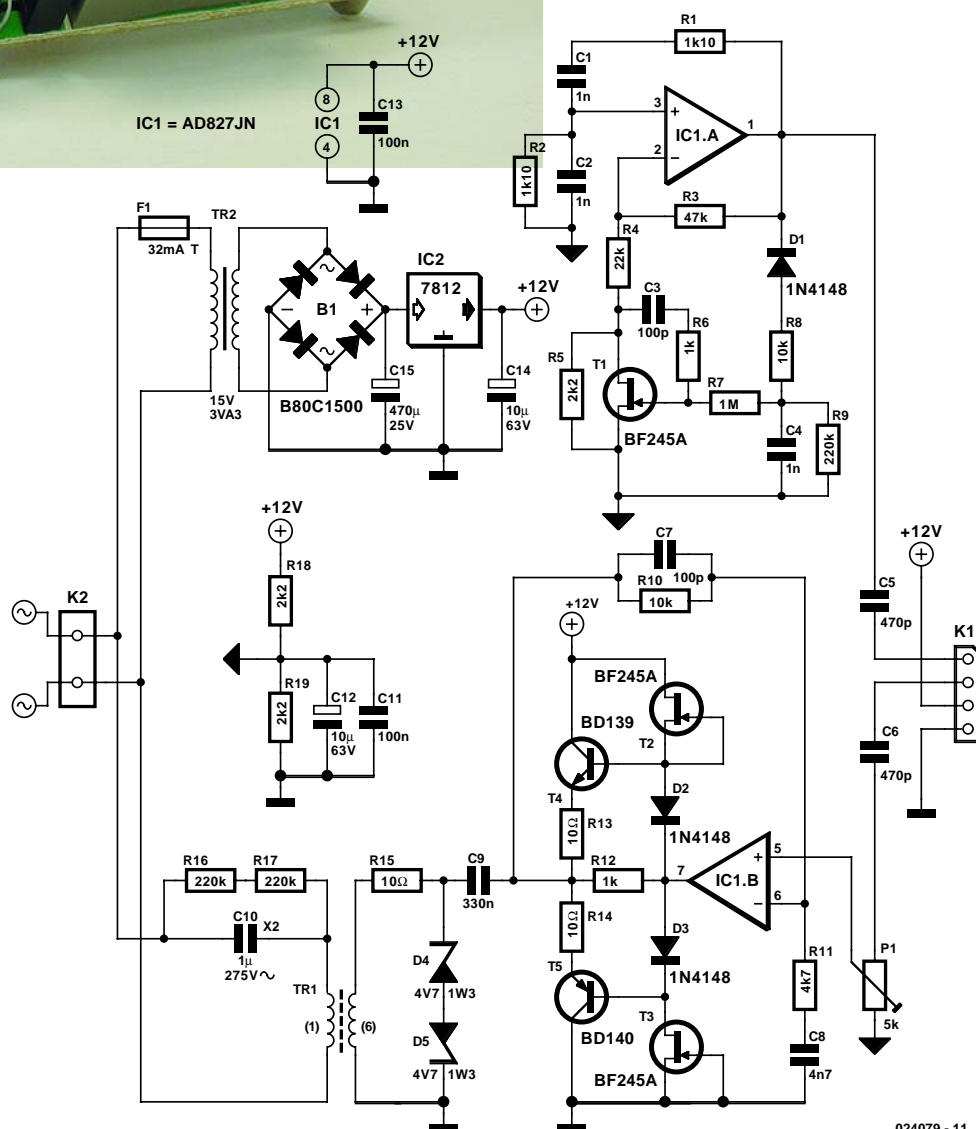 +12V
8
C13
100n
IC1
4
IC1 = AD827JN
R1
1k10
C1
1n
3
+
IC1.A
1
2
–
R2
1k10
C2
1n
R3
47k
R4
22k
D1
1N4148
C3
100p
R6
1k
R8
10k
R5
2k2
T1
BF245A
R7
1M
C4
1n
R9
220k
F1
32mA T
TR2
15V
3VA3
~
–
B1
+
~
B80C1500
IC2
7812
+12V
C15
470µ
25V
C14
10µ
63V
+12V
R18
2k2
R19
2k2
C12
10µ
63V
C11
100n
K2
~
~
C7
100p
R10
10k
+12V
BF245A
T2
BD139
T4
D2
1N4148
R13
10Ω
R12
1k
7
IC1.B
5
+
6
–
R14
10Ω
D3
1N4148
T5
BD140
T3
BF245A
+12V
C5
470p
K1
C6
470p
R11
4k7
P1
5k
C8
4n7
R16
220k
R17
220k
C10
X2
1µ
275V~
TR1
(1)
(6)
R15
10Ω
C9
330n
D4
4V7
1W3
D5
4V7
1W3
024079 - 11